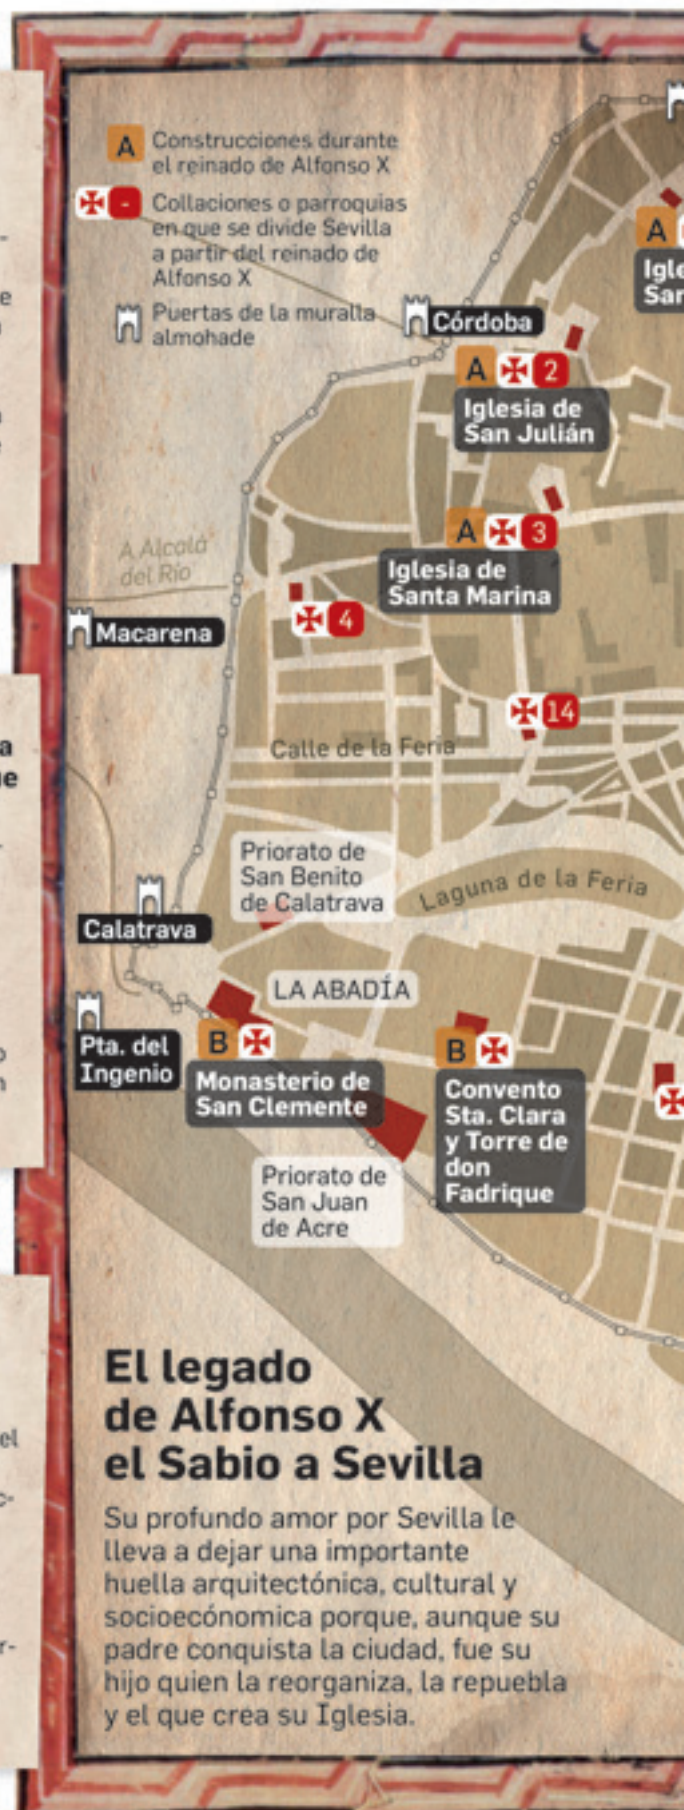 A
Construcciones durante
el reinado de Alfonso X
-
Collaciones o parroquias
en que se divide Sevilla
a partir del reinado de
Alfonso X
Puertas de la muralla
almohade
Córdoba
A
A 2
Iglesia de
San Julián
A 3
Iglesia de
Santa Marina
A Alcalá
del Río
4
Macarena
14
Calle de la Feria
Priorato de
San Benito
de Calatrava
Laguna de la Feria
Calatrava
LA ABADÍA
Pta. del
Ingenio
B
Monasterio de
San Clemente
B
Convento
Sta. Clara
y Torre de
don
Fadrique
Priorato de
San Juan
de Acre
El legado
de Alfonso X
el Sabio a Sevilla
Su profundo amor por Sevilla le
lleva a dejar una importante
huella arquitectónica, cultural y
socioecónomica porque, aunque su
padre conquista la ciudad, fue su
hijo quien la reorganiza, la repuebla
y el que crea su Iglesia.